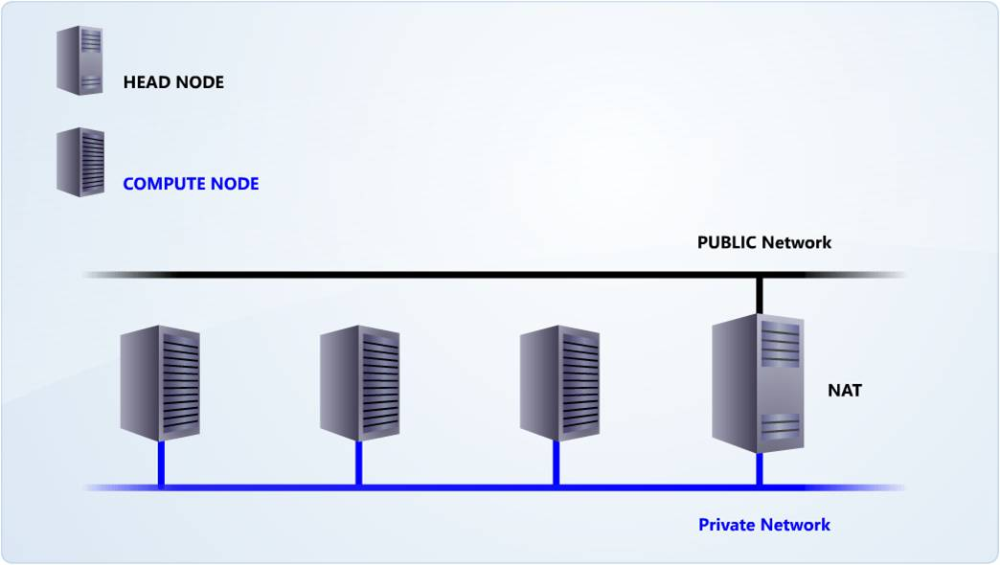 HEAD NODE
COMPUTE NODE
PUBLIC Network
NAT
Private Network